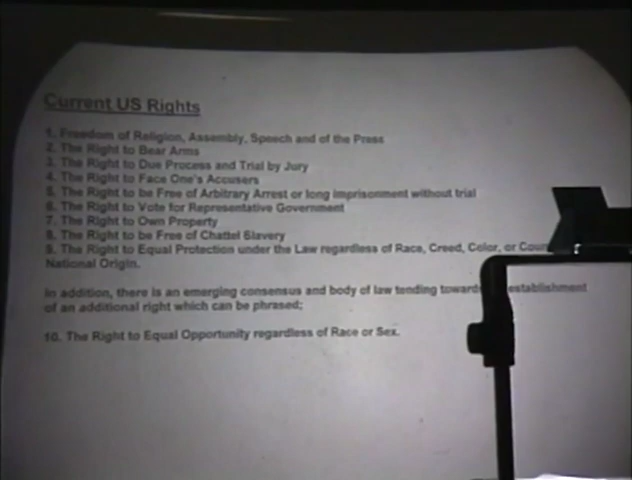 Current US Rights
1. Freedom of Religion, Assembly, Speech and of the Press
2. The Right to Bear Arms
3. The Right to Due Process and Trial by Jury
4. The Right to Face One's Accusers
5. The Right to be Free of Arbitrary Arrest or long imprisonment without trial
6. The Right to Vote for Representative Government
7. The Right to Own Property
8. The Right to be Free of Chattel Slavery
9. The Right to Equal Protection under the Law regardless of Race, Creed, Color, or
National Origin.
In addition, there is an emerging consensus and body of law tending establishment
of an additional right which can be phrased;
10. The Right to Equal Opportunity regardless of Race or Sex.